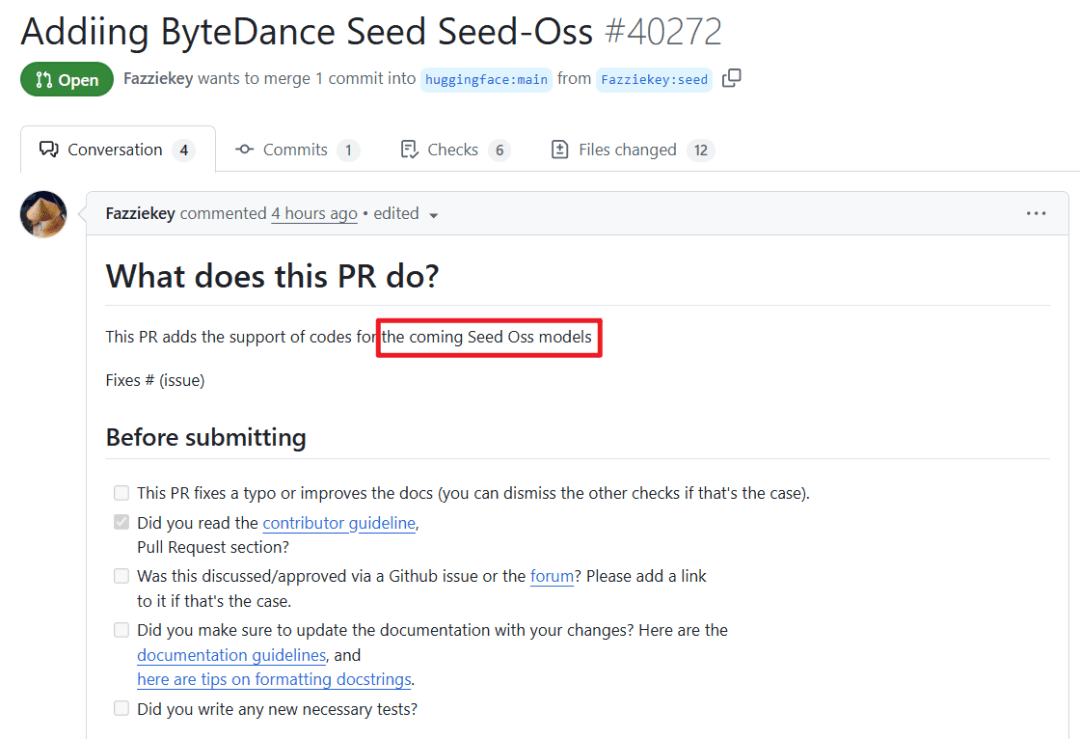 Addiing ByteDance Seed Seed-Oss #40272
Open Fazziekey wants to merge 1 commit into huggingface:main from Fazziekey:seed
Conversation 4 Commits 1 Checks 6 Files changed 12
Fazziekey commented 4 hours ago • edited
What does this PR do?
This PR adds the support of codes for the coming Seed Oss models
Fixes # (issue)
Before submitting
This PR fixes a typo or improves the docs (you can dismiss the other checks if that's the case).
Did you read the contributor guideline,
Pull Request section?
Was this discussed/approved via a Github issue or the forum? Please add a link
to it if that's the case.
Did you make sure to update the documentation with your changes? Here are the
documentation guidelines, and
here are tips on formatting docstrings.
Did you write any new necessary tests?